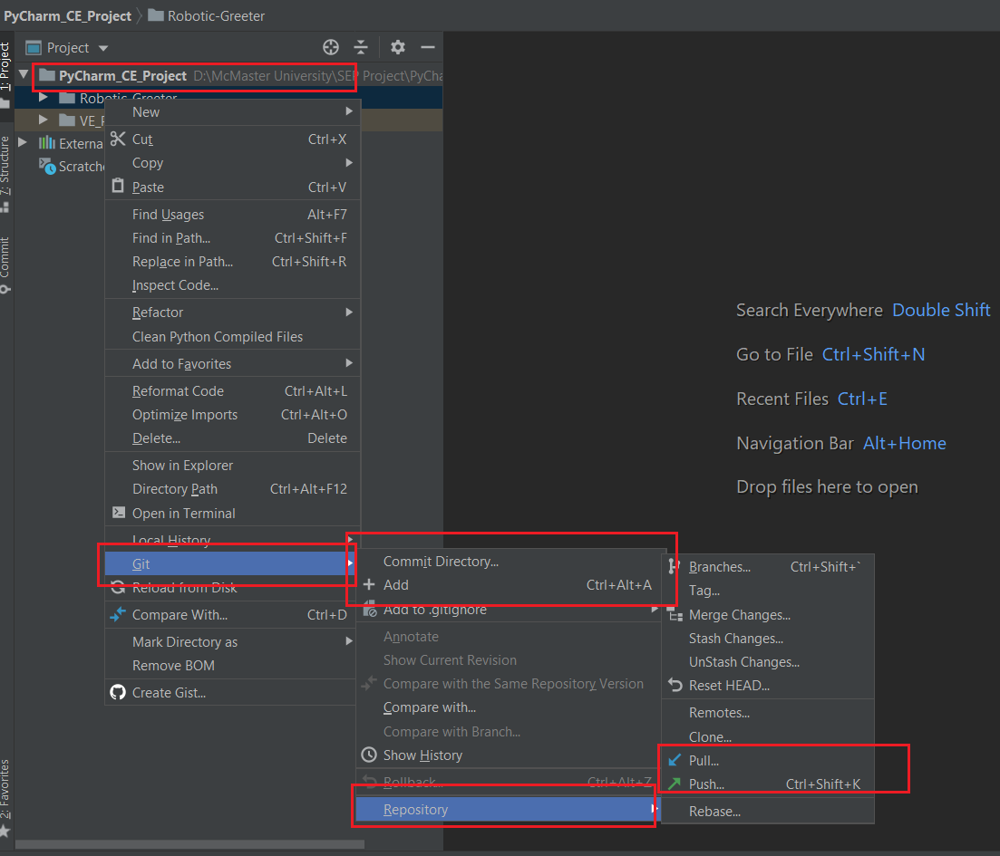 PyCharm_CE_Project Robotic-Greeter
1: Project
Project
PyCharm_CE_Project D:\McMaster University\SEP Project\PyCha
Robotic-Greeter
VE_
Externa
Scratche
7: Structure
Commit
2: Favorites
New
Cut Ctrl+X
Copy
Paste Ctrl+V
Find Usages Alt+F7
Find in Path... Ctrl+Shift+F
Replace in Path... Ctrl+Shift+R
Inspect Code...
Refactor
Clean Python Compiled Files
Add to Favorites
Reformat Code Ctrl+Alt+L
Optimize Imports Ctrl+Alt+O
Delete... Delete
Show in Explorer
Directory Path Ctrl+Alt+F12
Open in Terminal
Local History
Git
Reload from Disk
Compare With... Ctrl+D
Mark Directory as
Remove BOM
Create Gist...
Commit Directory...
Add Ctrl+Alt+A
Add to .gitignore
Annotate
Show Current Revision
Compare with the Same Repository Version
Compare with...
Compare with Branch...
Show History
Rollback... Ctrl+Alt+Z
Repository
Branches... Ctrl+Shift+`
Tag...
Merge Changes...
Stash Changes...
UnStash Changes...
Reset HEAD...
Remotes...
Clone...
Pull...
Push... Ctrl+Shift+K
Rebase...
Search Everywhere Double Shift
Go to File Ctrl+Shift+N
Recent Files Ctrl+E
Navigation Bar Alt+Home
Drop files here to open